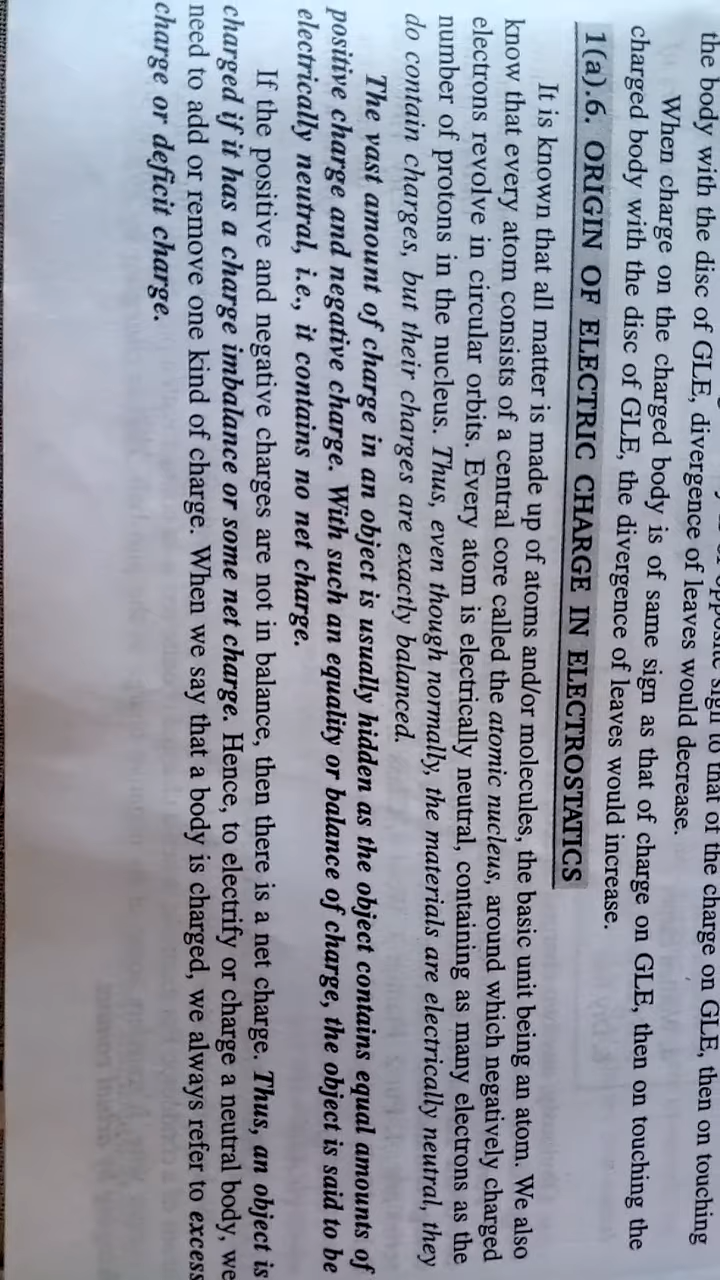 the body with the disc of GLE, divergence of leaves would decrease.
sign to that of the charge on GLE, then on touching
When charge on the charged body is of same sign as that of charge on GLE, then on touching the
charged body with the disc of GLE, the divergence of leaves would increase.
1(a).6. ORIGIN OF ELECTRIC CHARGE IN ELECTROSTATICS
It is known that all matter is made up of atoms and/or molecules, the basic unit being an atom. We also
know that every atom consists of a central core called the atomic nucleus, around which negatively charged
electrons revolve in circular orbits. Every atom is electrically neutral, containing as many electrons as the
number of protons in the nucleus. Thus, even though normally, the materials are electrically neutral, they
do contain charges, but their charges are exactly balanced.
The vast amount of charge in an object is usually hidden as the object contains equal amounts of
positive charge and negative charge. With such an equality or balance of charge, the object is said to be
electrically neutral, i.e., it contains no net charge.
If the positive and negative charges are not in balance, then there is a net charge. Thus, an object is
charged if it has a charge imbalance or some net charge. Hence, to electrify or charge a neutral body, we
need to add or remove one kind of charge. When we say that a body is charged, we always refer to excess
charge or deficit charge.